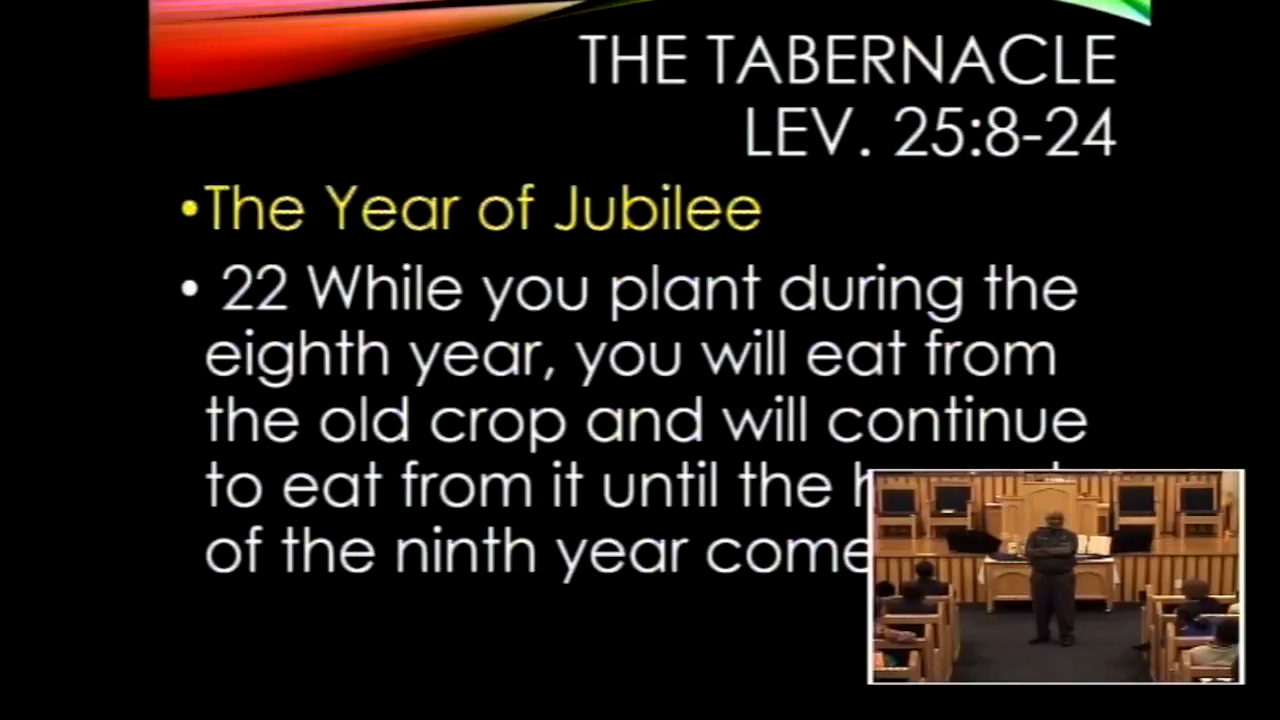 THE TABERNACLE
LEV. 25:8-24
•The Year of Jubilee
• 22 While you plant during the
eighth year, you will eat from
the old crop and will continue
to eat from it until the
of the ninth year come